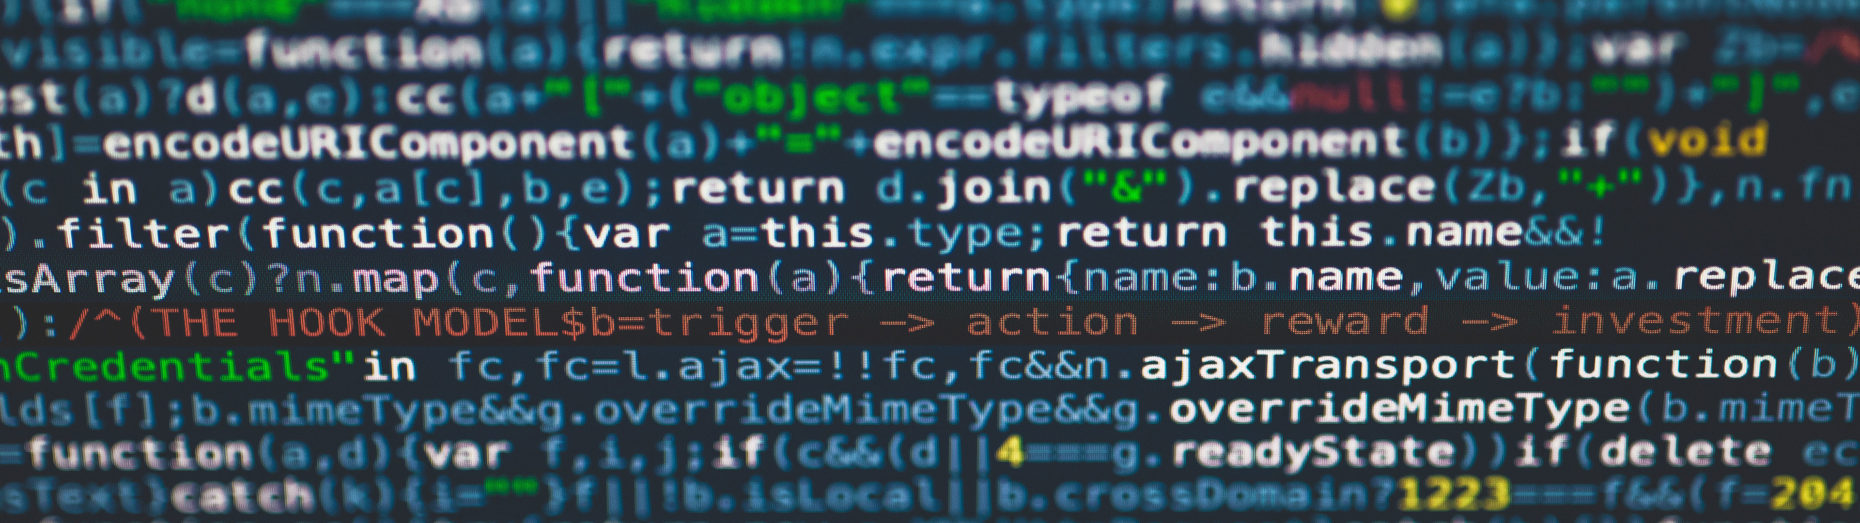 visible=function(a){return!n.expr.filters.hidden(a)};var Zb=/%
est(a)?d(a,e):cc(a+"["+("object"==typeof e&&null!=e?b:"")+"]",e
th]=encodeURIComponent(a)+"="+encodeURIComponent(b)};if(void
(c in a)cc(c,a[c],b,e);return d.join("&").replace(Zb,"+")},n.fn
).filter(function(){var a=this.type;return this.name&&!
sArray(c)?n.map(c,function(a){return{name:b.name,value:a.replace
):/^(THE HOOK MODEL$b=trigger —> action —> reward —> investment)
nCredentials"in fc,fc=l.ajax=!!fc,fc&&n.ajaxTransport(function(b)
lds[f];b.mimeType&&g.overrideMimeType&&g.overrideMimeType(b.mimeT
=function(a,d){var f,i,j;if(c&&(d||4===g.readyState))if(delete ec
sText}catch(k){i=""}f||!b.isLocal||b.crossDomain?1223===f&&(f=204